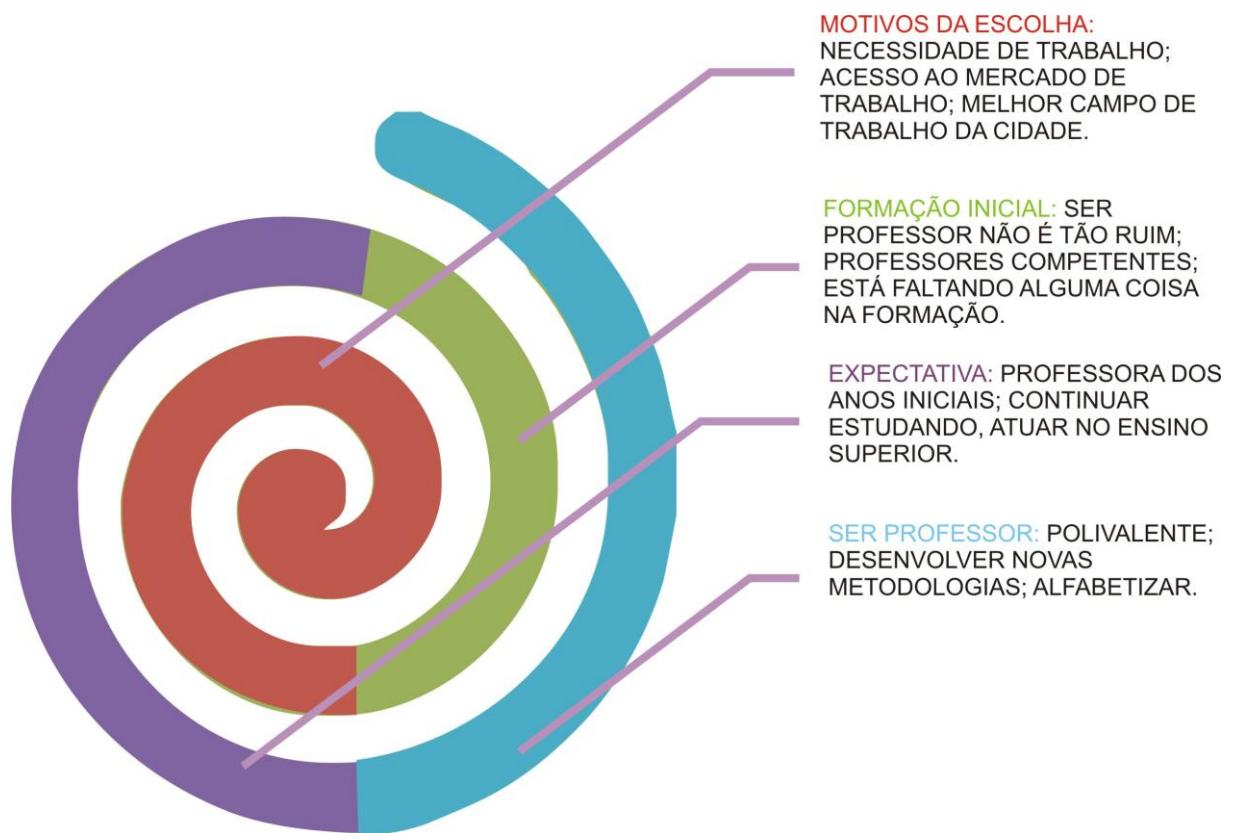 MOTIVOS DA ESCOLHA:
NECESSIDADE DE TRABALHO;
ACESSO AO MERCADO DE
TRABALHO; MELHOR CAMPO DE
TRABALHO DA CIDADE.
FORMAÇÃO INICIAL: SER
PROFESSOR NÃO É TÃO RUIM;
PROFESSORES COMPETENTES;
ESTÁ FALTANDO ALGUMA COISA
NA FORMAÇÃO.
EXPECTATIVA: PROFESSORA DOS
ANOS INICIAIS; CONTINUAR
ESTUDANDO, ATUAR NO ENSINO
SUPERIOR.
SER PROFESSOR: POLIVALENTE;
DESENVOLVER NOVAS
METODOLOGIAS; ALFABETIZAR.